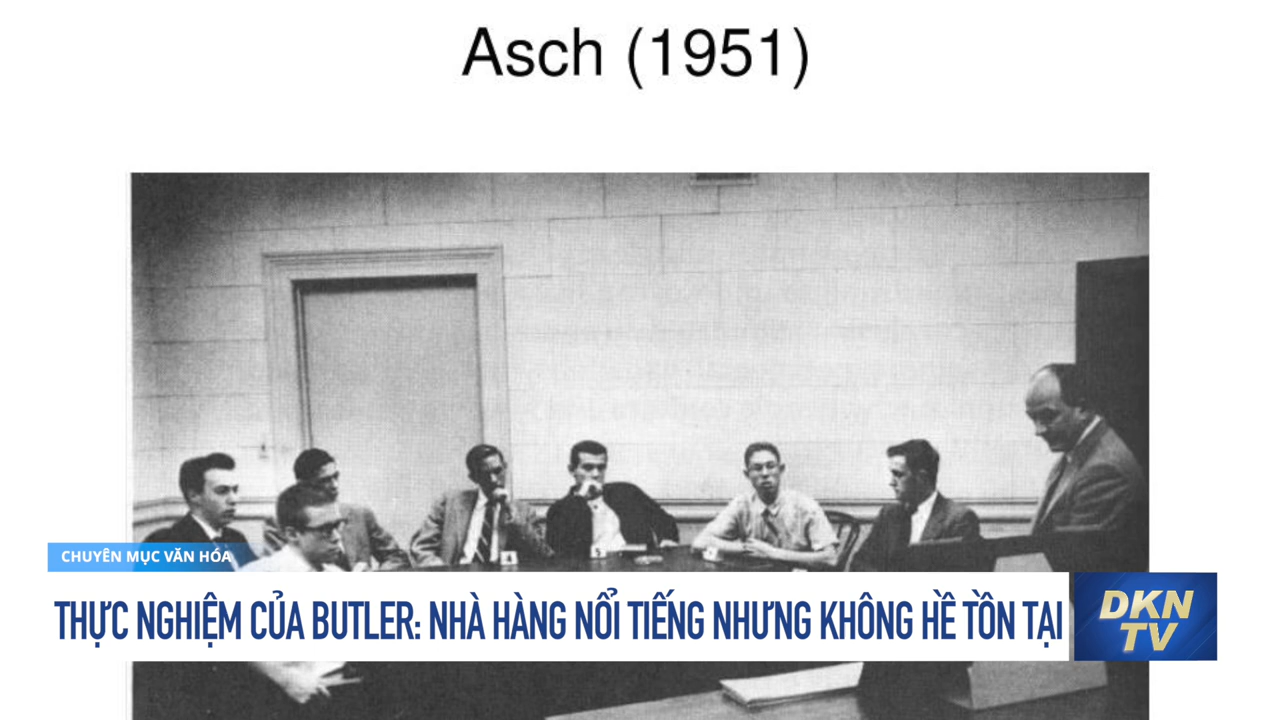 Asch (1951)
CHUYÊN MỤC VĂN HÓA
THỰC NGHIỆM CỦA BUTLER: NHÀ HÀNG NỔI TIẾNG NHƯNG KHÔNG HỀ TỒN TẠI
DKN
TV